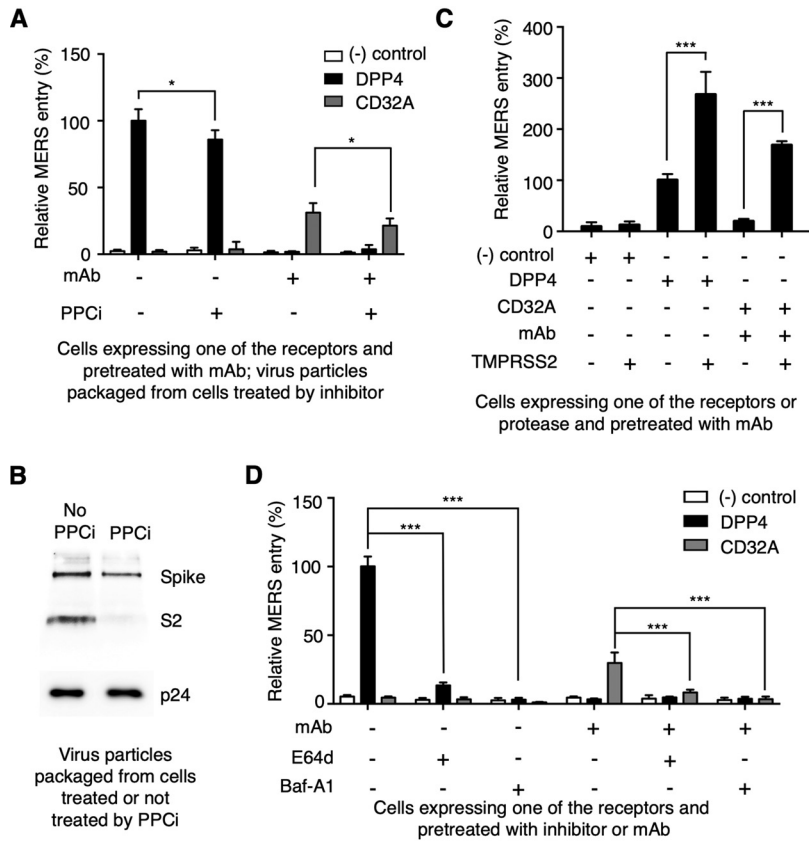 A
Relative MERS entry (%)
150
100
50
0
(-) control
DPP4
CD32A
*
*
mAb - - + +
PPCi - + - +
Cells expressing one of the receptors and
pretreated with mAb; virus particles
packaged from cells treated by inhibitor
C
Relative MERS entry (%)
400
300
200
100
0
***
***
(-) control + + - - - -
DPP4 - - + + - -
CD32A - - - - + +
mAb - - - - + +
TMPRSS2 - + - + - +
Cells expressing one of the receptors or
protease and pretreated with mAb
B
No
PPCi PPCi
Spike
S2
p24
Virus particles
packaged from cells
treated or not
treated by PPCi
D
Relative MERS entry (%)
150
100
50
0
(-) control
DPP4
CD32A
***
***
***
***
mAb - - - + + +
E64d - + - - + -
Baf-A1 - - + - - +
Cells expressing one of the receptors and
pretreated with inhibitor or mAb